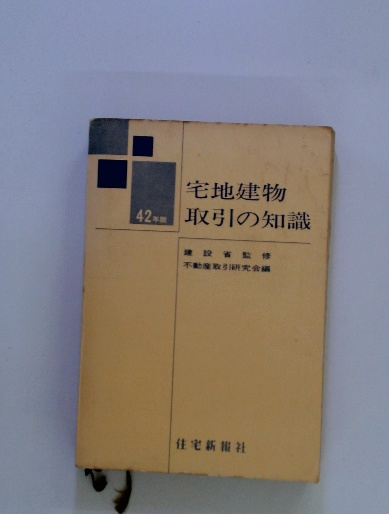 42年版
宅地建物
取引の知識
建設省監修
不動産取引研究会編
住宅新報社